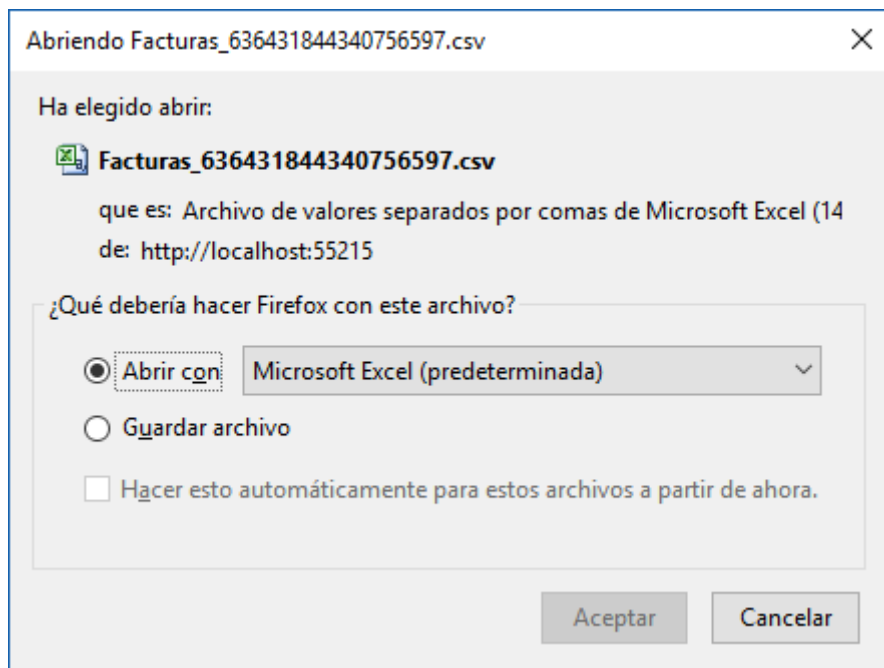 Abriendo Facturas_636431844340756597.csv
Ha elegido abrir:
Facturas_636431844340756597.csv
que es: Archivo de valores separados por comas de Microsoft Excel (14
de: http://localhost:55215
¿Qué debería hacer Firefox con este archivo?
Abrir con Microsoft Excel (predeterminada)
Guardar archivo
Hacer esto automáticamente para estos archivos a partir de ahora.
Aceptar Cancelar